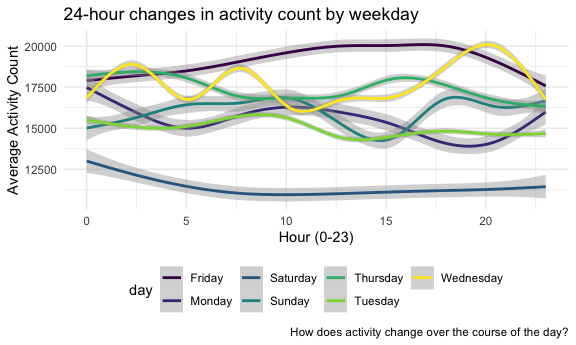 24-hour changes in activity count by weekday
Average Activity Count
20000
17500
15000
12500
0 5 10 15 20
Hour (0-23)
day
Friday Saturday Thursday Wednesday
Monday Sunday Tuesday
How does activity change over the course of the day?